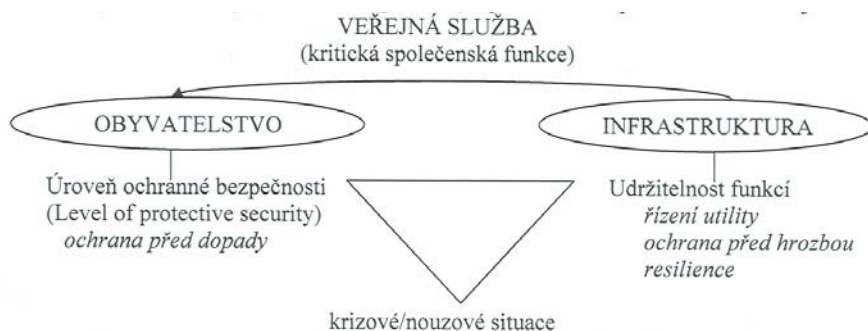 VEŘEJNÁ SLUŽBA
(kritická společenská funkce)
OBYVATELSTVO
INFRASTRUKTURA
Úroveň ochranné bezpečnosti
(Level of protective security)
ochrana před dopady
Udržitelnost funkcí
řízení utility
ochrana před hrozbou
resilience
krizové/nouzové situace